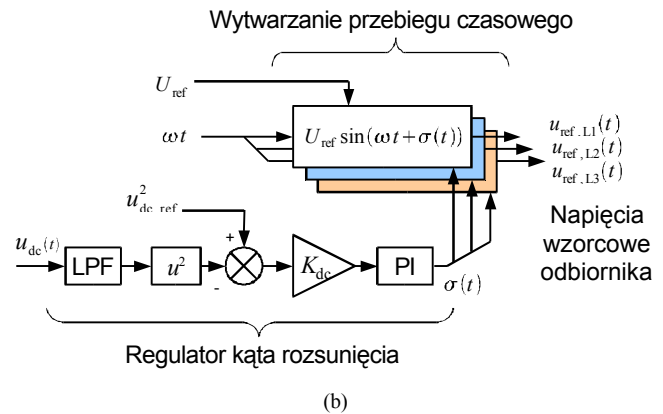 Wytwarzanie przebiegu czasowego
U_ref
ωt
U_ref sin(ωt+σ(t))
u_ref,L1(t)
u_ref,L2(t)
u_ref,L3(t)
u²_dc_ref
Napięcia
wzorcowe
odbiornika
u_dc(t)
LPF
u²
+
-
K_dc
PI
σ(t)
Regulator kąta rozsunięcia
(b)